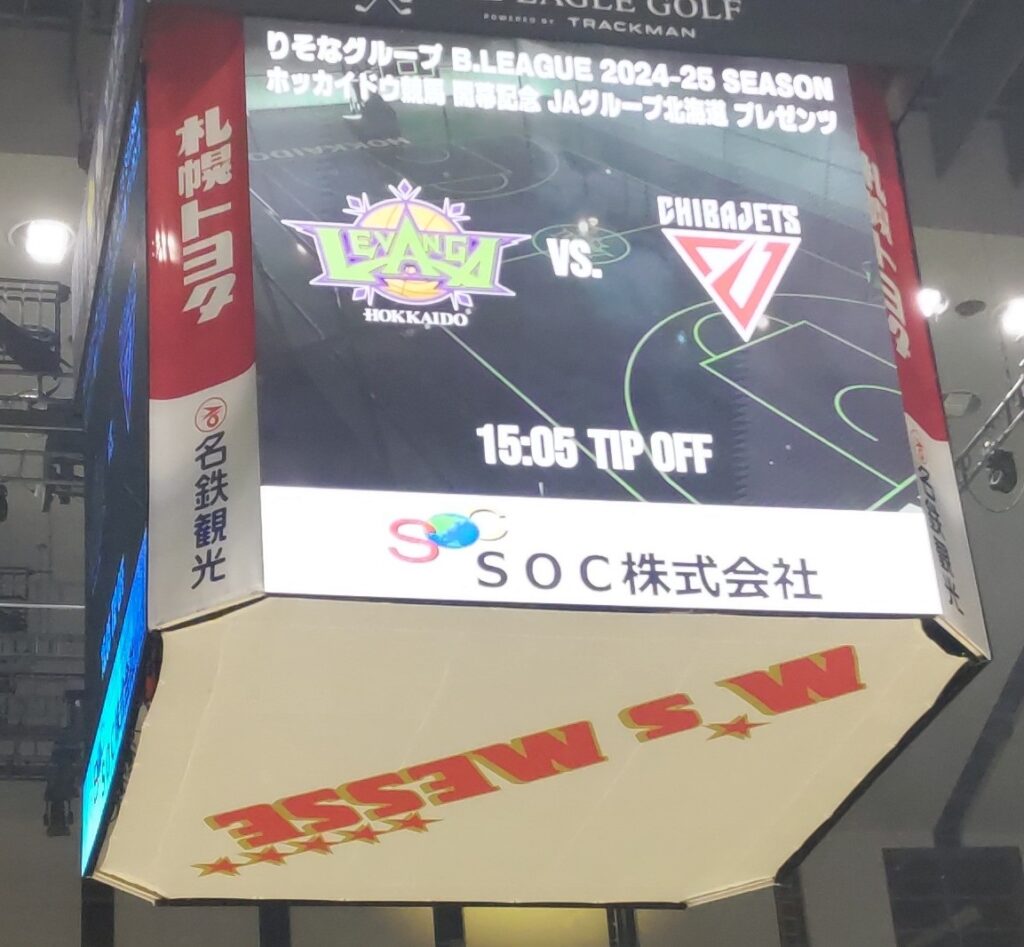 EAGLE GOLF
POWERED BY TRACKMAN
りそなグループ B.LEAGUE 2024-25 SEASON
ホッカイドウ競馬 開幕記念 JAグループ北海道 プレゼンツ
札幌トヨタ
HOKKAIDO
LEVANGA
HOKKAIDO
VS.
CHIBAJETS
15:05 TIP OFF
名鉄観光
SOC
SOC株式会社
M's MESSE